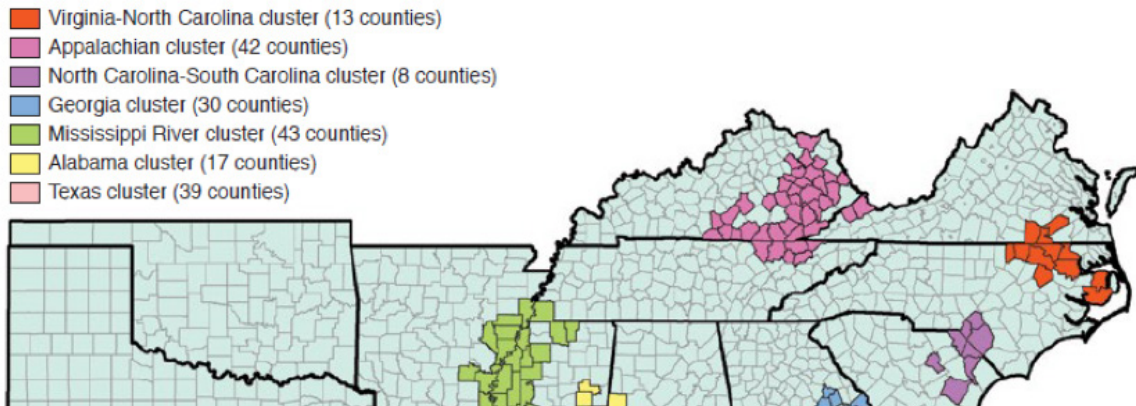 Virginia-North Carolina cluster (13 counties)
Appalachian cluster (42 counties)
North Carolina-South Carolina cluster (8 counties)
Georgia cluster (30 counties)
Mississippi River cluster (43 counties)
Alabama cluster (17 counties)
Texas cluster (39 counties)